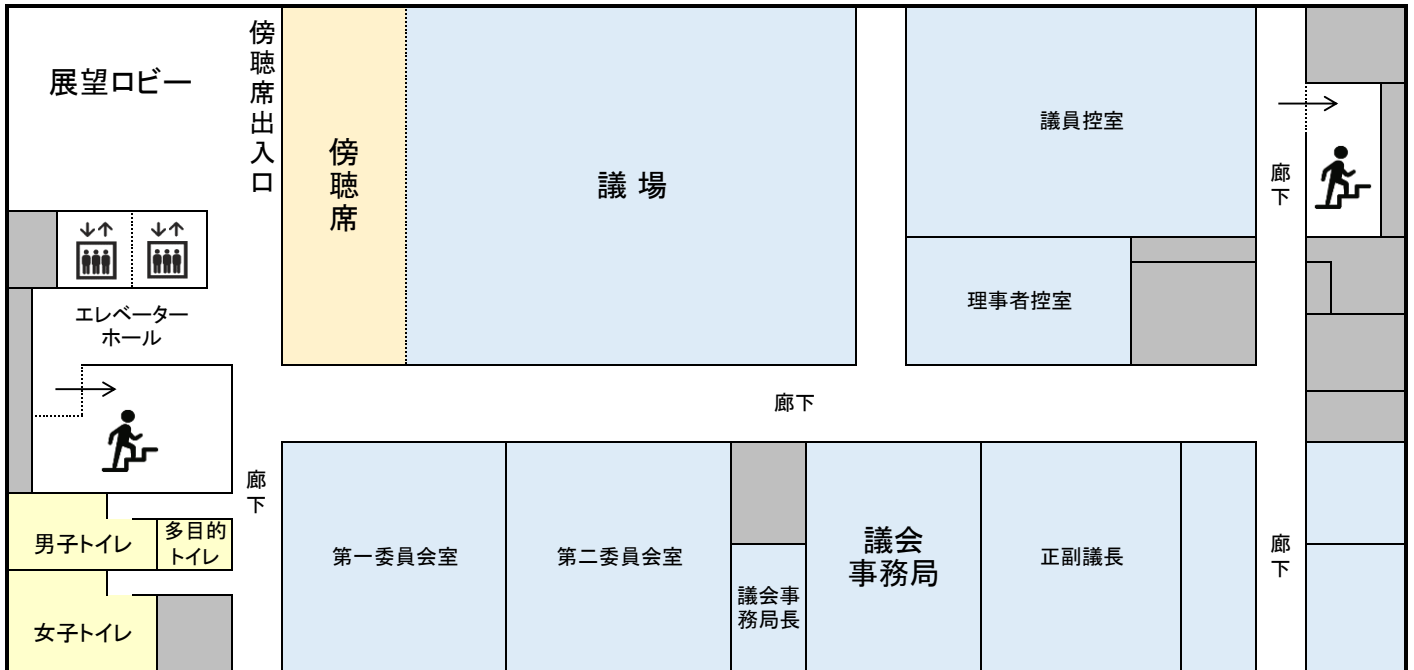 展望ロビー
傍聴席出入口
傍聴席
議場
議員控室
廊下
理事者控室
エレベーター
ホール
廊下
廊下
男子トイレ
多目的
トイレ
女子トイレ
第一委員会室
第二委員会室
議会事
務局長
議会
事務局
正副議長
廊下